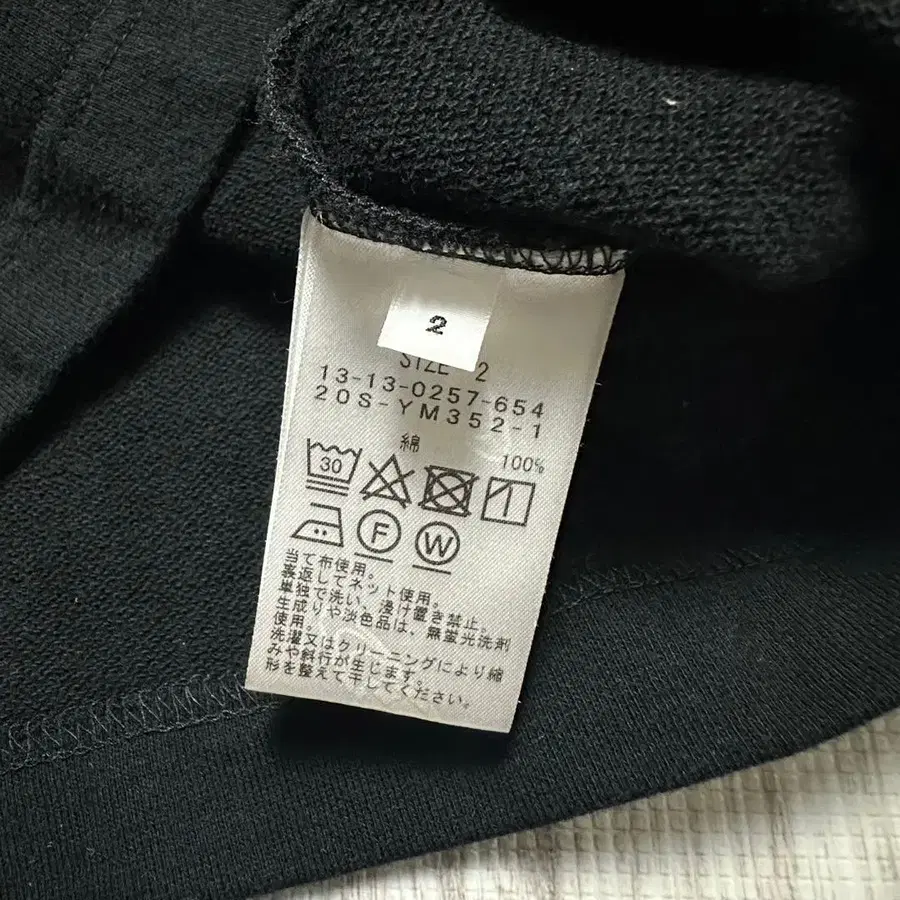 2
SIZE 2
13-13-0257-654
20S-YM352-1
綿 100%
30
F W
当て布使用。
裏返してネット使用。
単独で洗い、浸け置き禁止。
生成りや淡色品は、無蛍光洗剤
使用。
洗濯又はクリーニングにより縮
みや斜行が生じます。
形を整えて干してください。